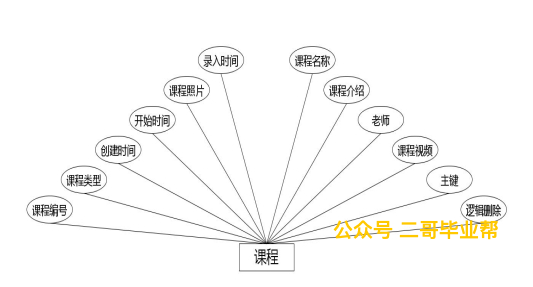 录入时间
课程名称
课程照片
课程介绍
开始时间
老师
创建时间
课程视频
课程类型
主键
课程编号
逻辑删除
公众号 二哥毕业帮
课程